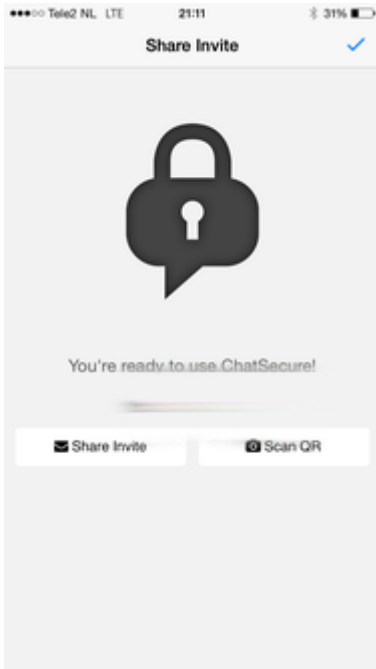 Tele2 NL LTE 21:11 31%
Share Invite
You're ready to use ChatSecure!
Share Invite Scan QR